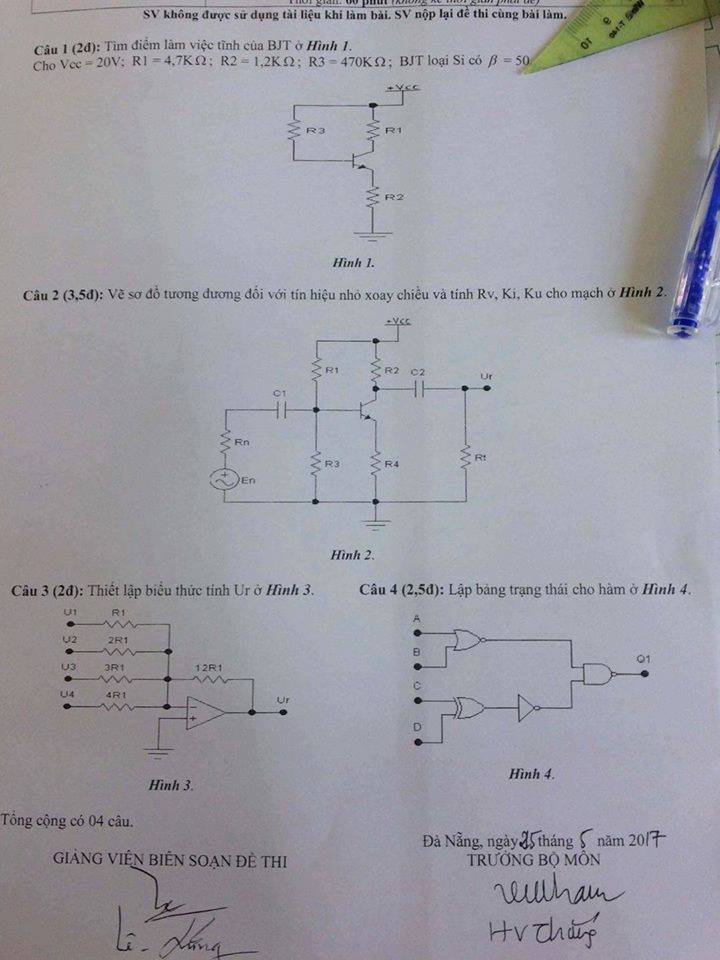 Thời gian: 60 phút (không kể thời gian phát đề)
SV không được sử dụng tài liệu khi làm bài. SV nộp lại đề thi cùng bài làm.
Câu 1 (2đ): Tìm điểm làm việc tĩnh của BJT ở Hình 1.
Cho Vcc = 20V; R1 = 4,7KΩ; R2 = 1,2KΩ; R3 = 470KΩ; BJT loại Si có β = 50
+Vcc
R3
R1
R2
Hình 1.
Câu 2 (3,5đ): Vẽ sơ đồ tương đương đối với tín hiệu nhỏ xoay chiều và tính Rv, Ki, Ku cho mạch ở Hình 2.
+Vcc
R1
R2
C2
Ur
C1
Rn
R3
R4
Rt
En
Hình 2.
Câu 3 (2đ): Thiết lập biểu thức tính Ur ở Hình 3.
U1
R1
U2
2R1
U3
3R1
12R1
U4
4R1
Ur
Hình 3.
Câu 4 (2,5đ): Lập bảng trạng thái cho hàm ở Hình 4.
A
B
C
D
Q1
Hình 4.
Tổng cộng có 04 câu.
Đà Nẵng, ngày 25 tháng 5 năm 2017
GIẢNG VIÊN BIÊN SOẠN ĐỀ THI
TRƯỞNG BỘ MÔN
HV Thắng